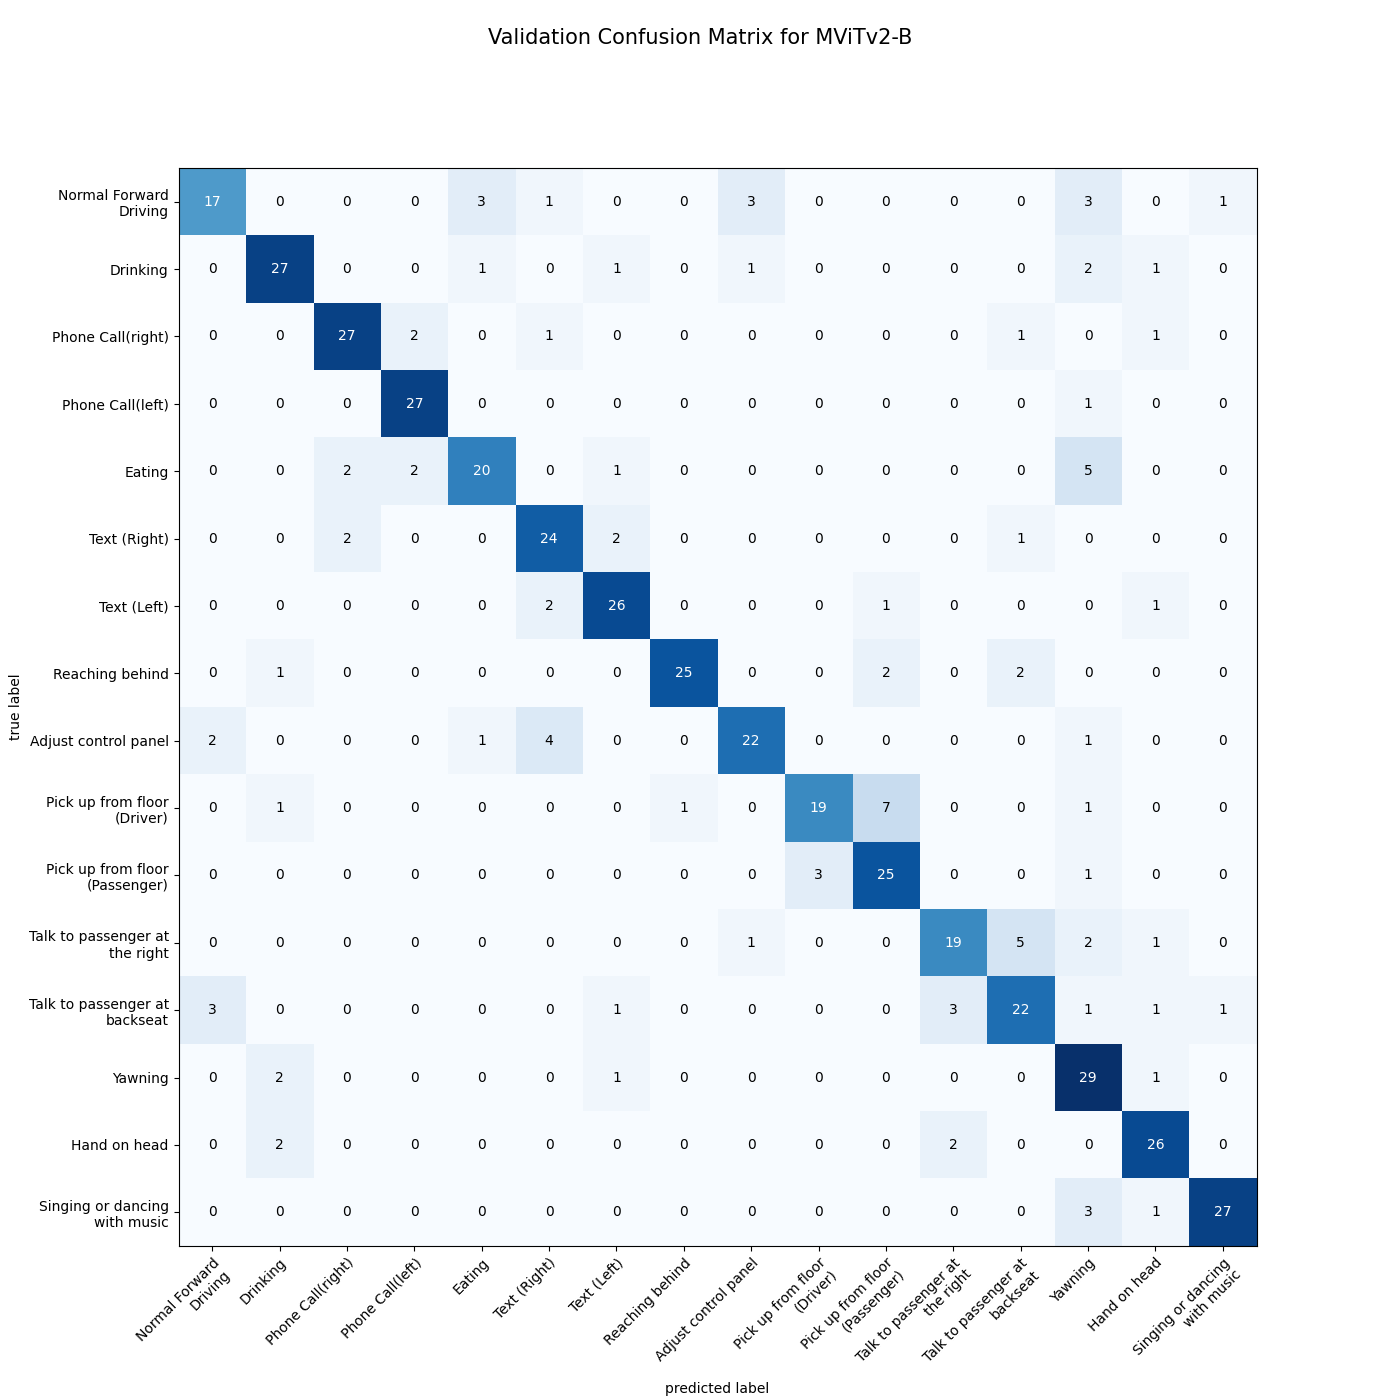 Validation Confusion Matrix for MViTv2-B
Normal Forward
Driving
17 0 0 0 3 1 0 0 3 0 0 0 0 3 0 1
Drinking
0 27 0 0 1 0 1 0 1 0 0 0 0 2 1 0
Phone Call(right)
0 0 27 2 0 1 0 0 0 0 0 0 1 0 1 0
Phone Call(left)
0 0 0 27 0 0 0 0 0 0 0 0 0 1 0 0
Eating
0 0 2 2 20 0 1 0 0 0 0 0 0 5 0 0
Text (Right)
0 0 2 0 0 24 2 0 0 0 0 0 1 0 0 0
Text (Left)
0 0 0 0 0 2 26 0 0 0 1 0 0 0 1 0
Reaching behind
0 1 0 0 0 0 0 25 0 0 2 0 2 0 0 0
Adjust control panel
2 0 0 0 1 4 0 0 22 0 0 0 0 1 0 0
Pick up from floor
(Driver)
0 1 0 0 0 0 0 1 0 19 7 0 0 1 0 0
Pick up from floor
(Passenger)
0 0 0 0 0 0 0 0 0 3 25 0 0 1 0 0
Talk to passenger at
the right
0 0 0 0 0 0 0 0 1 0 0 19 5 2 1 0
Talk to passenger at
backseat
3 0 0 0 0 0 1 0 0 0 0 3 22 1 1 1
Yawning
0 2 0 0 0 0 1 0 0 0 0 0 0 29 1 0
Hand on head
0 2 0 0 0 0 0 0 0 0 0 2 0 0 26 0
Singing or dancing
with music
0 0 0 0 0 0 0 0 0 0 0 0 0 3 1 27
true label
Normal Forward
Driving
Drinking
Phone Call(right)
Phone Call(left)
Eating
Text (Right)
Text (Left)
Reaching behind
Adjust control panel
Pick up from floor
(Driver)
Pick up from floor
(Passenger)
Talk to passenger at
the right
Talk to passenger at
backseat
Yawning
Hand on head
Singing or dancing
with music
predicted label